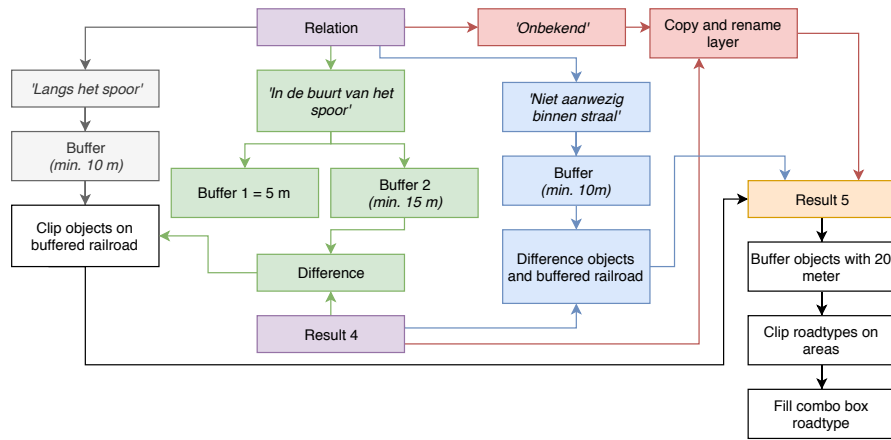 Relation
'Onbekend'
Copy and rename
layer
'Langs het spoor'
'In de buurt van het
spoor'
'Niet aanwezig
binnen straal'
Buffer
(min. 10 m)
Buffer 1 = 5 m
Buffer 2
(min. 15 m)
Buffer
(min. 10m)
Result 5
Clip objects on
buffered railroad
Difference
Difference objects
and buffered railroad
Buffer objects with 20
meter
Result 4
Clip roadtypes on
areas
Fill combo box
roadtype